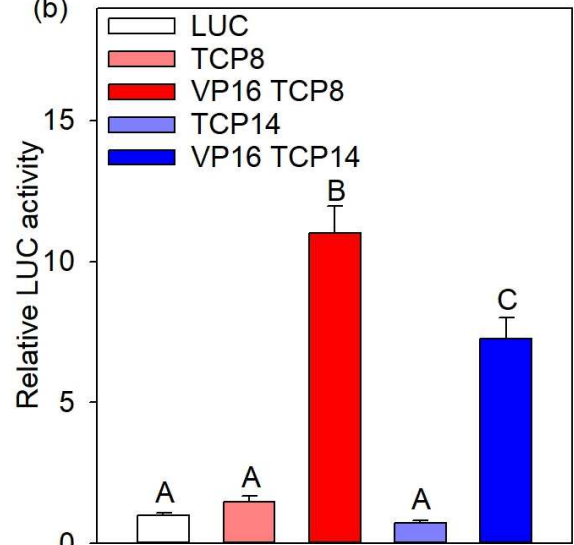 (b)
LUC
TCP8
VP16 TCP8
TCP14
VP16 TCP14
Relative LUC activity
15
10
5
0
A
A
B
A
C